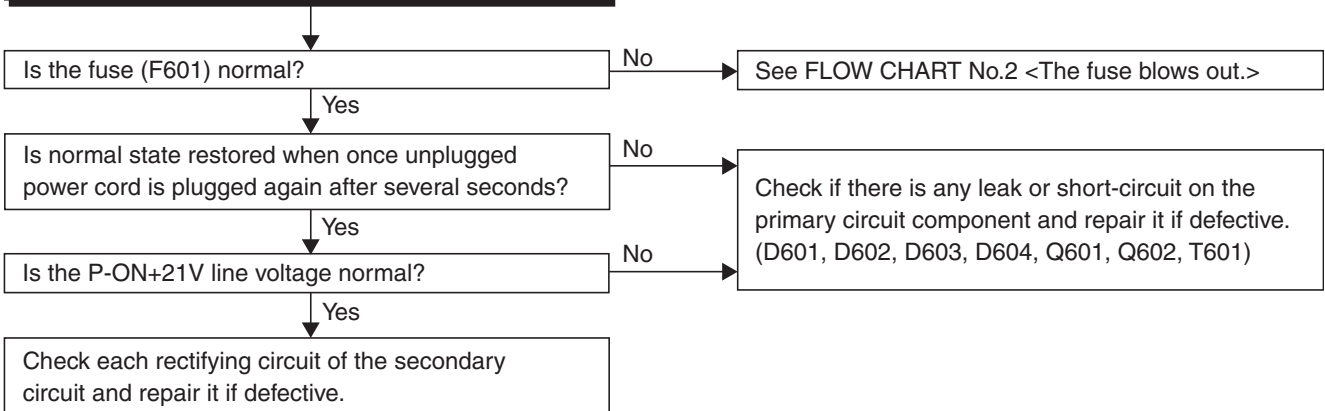 Is the fuse (F601) normal?
No
See FLOW CHART No.2 <The fuse blows out.>
Yes
Is normal state restored when once unplugged
power cord is plugged again after several seconds?
No
Check if there is any leak or short-circuit on the
primary circuit component and repair it if defective.
(D601, D602, D603, D604, Q601, Q602, T601)
Yes
Is the P-ON+21V line voltage normal?
No
Yes
Check each rectifying circuit of the secondary
circuit and repair it if defective.